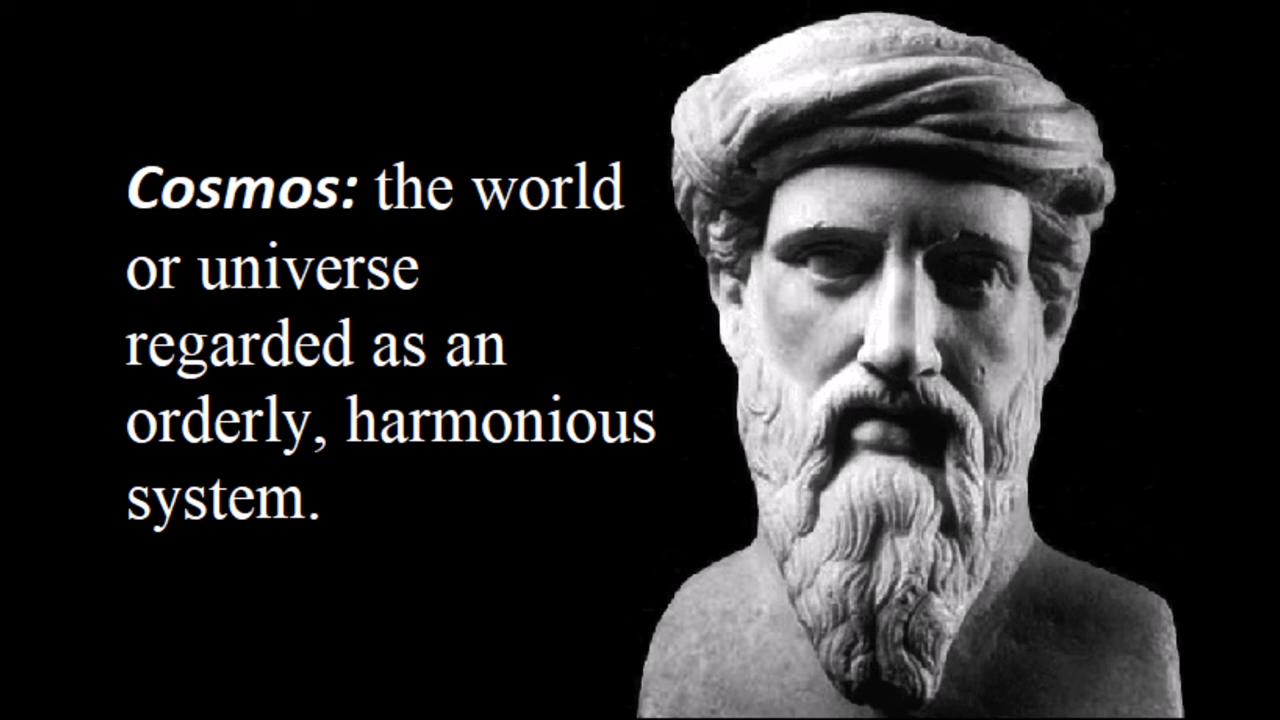 Cosmos: the world
or universe
regarded as an
orderly, harmonious
system.